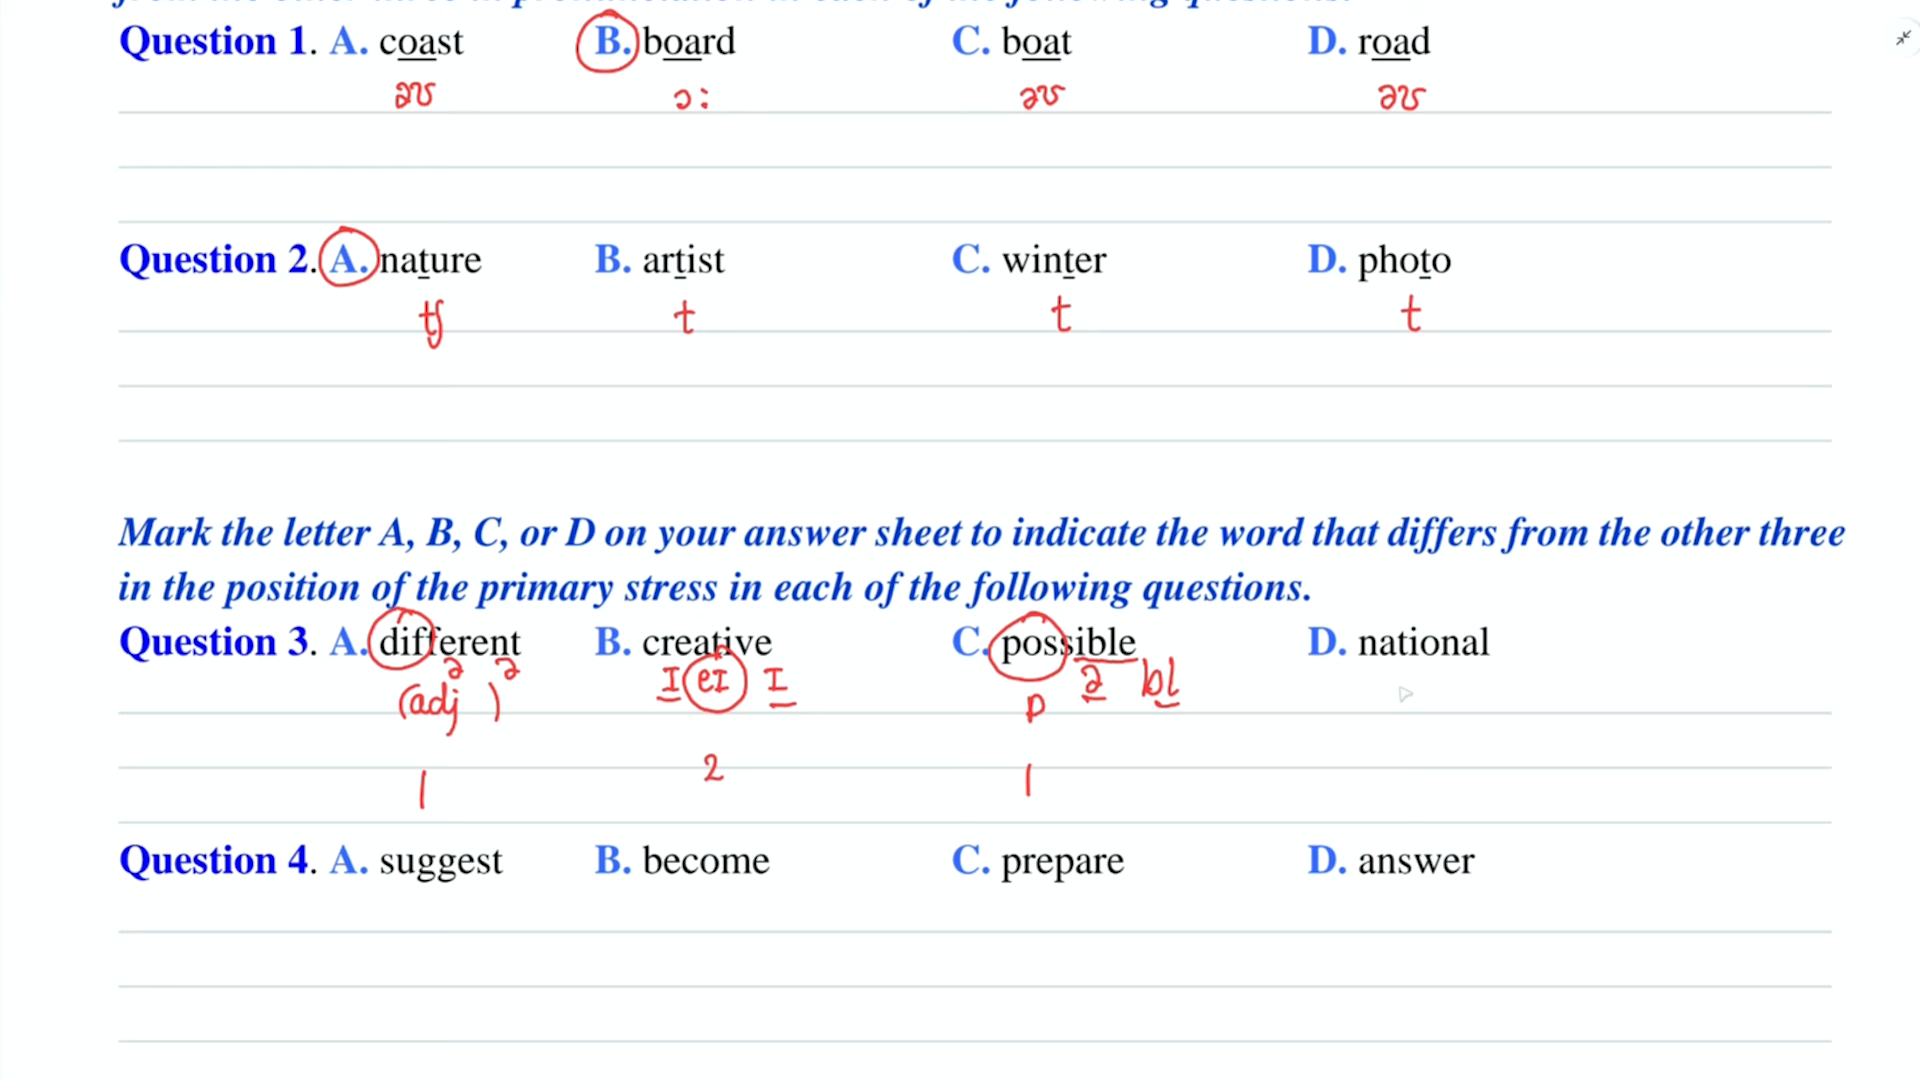 Question 1. A. coast B. board C. boat D. road
əʊ ɔ: əʊ əʊ
Question 2. A. nature B. artist C. winter D. photo
tʃ t t t
Mark the letter A, B, C, or D on your answer sheet to indicate the word that differs from the other three
in the position of the primary stress in each of the following questions.
Question 3. A. different B. creative C. possible D. national
ə ə I eI I ə bl
(adj ) p
1 2 1
Question 4. A. suggest B. become C. prepare D. answer